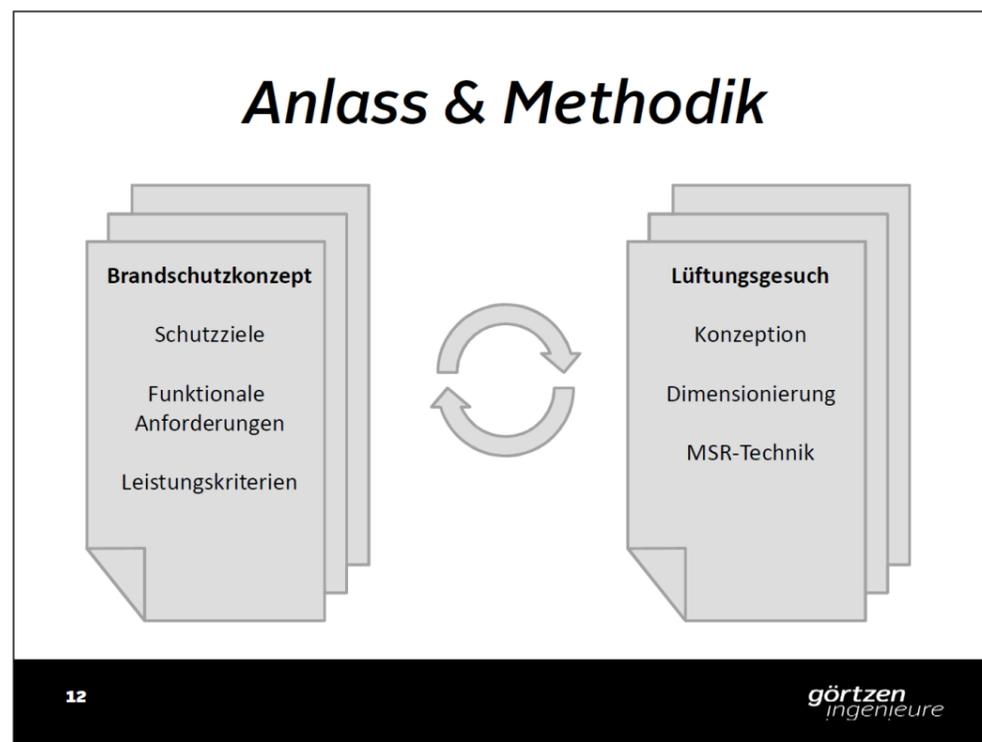 Anlass & Methodik
Brandschutzkonzept
Schutzziele
Funktionale
Anforderungen
Leistungskriterien
Lüftungsgesuch
Konzeption
Dimensionierung
MSR-Technik
12
görtzen
ingenieure